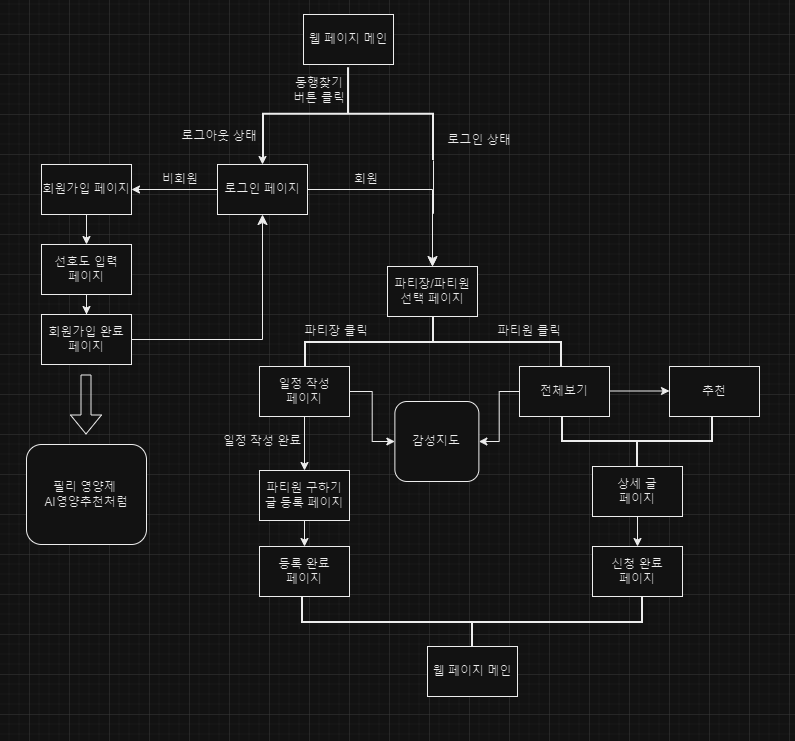 웹 페이지 메인
동행찾기
버튼 클릭
로그아웃 상태
로그인 상태
회원가입 페이지
비회원
로그인 페이지
회원
선호도 입력
페이지
파티장/파티원
선택 페이지
회원가입 완료
페이지
파티장 클릭
파티원 클릭
일정 작성
페이지
전체보기
추천
감성지도
일정 작성 완료
필리 영양제
AI영양추천처럼
파티원 구하기
글 등록 페이지
상세 글
페이지
등록 완료
페이지
신청 완료
페이지
웹 페이지 메인